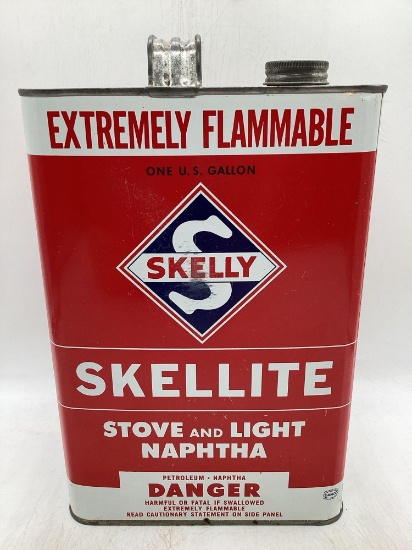 EXTREMELY FLAMMABLE
ONE U.S. GALLON
S
SKELLY
SKELLITE
STOVE AND LIGHT
NAPHTHA
PETROLEUM • NAPHTHA
DANGER
HARMFUL OR FATAL IF SWALLOWED
EXTREMELY FLAMMABLE
READ CAUTIONARY STATEMENT ON SIDE PANEL